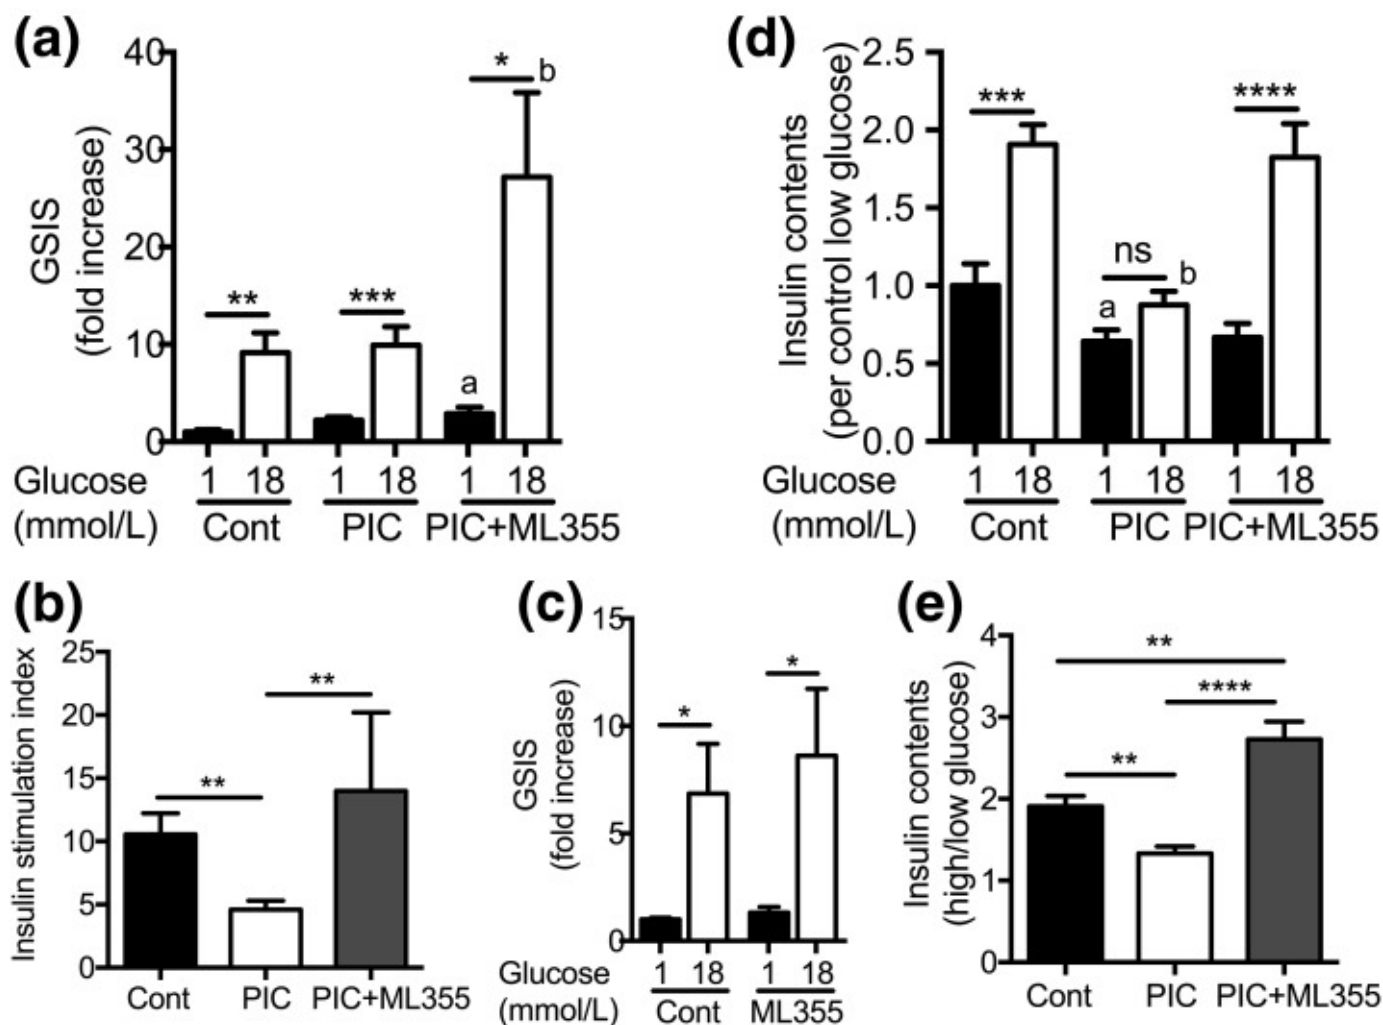 (a)
GSIS
(fold increase)
40
30
20
10
0
**
***
*
b
a
Glucose
(mmol/L)
1 18 1 18 1 18
Cont PIC PIC+ML355
(d)
Insulin contents
(per control low glucose)
2.5
2.0
1.5
1.0
0.5
0.0
***
ns
****
a
b
Glucose
(mmol/L)
1 18 1 18 1 18
Cont PIC PIC+ML355
(b)
Insulin stimulation index
25
20
15
10
5
0
**
**
Cont PIC PIC+ML355
(c)
GSIS
(fold increase)
15
10
5
0
*
*
Glucose
(mmol/L)
1 18 1 18
Cont ML355
(e)
Insulin contents
(high/low glucose)
4
3
2
1
0
**
****
**
Cont PIC PIC+ML355